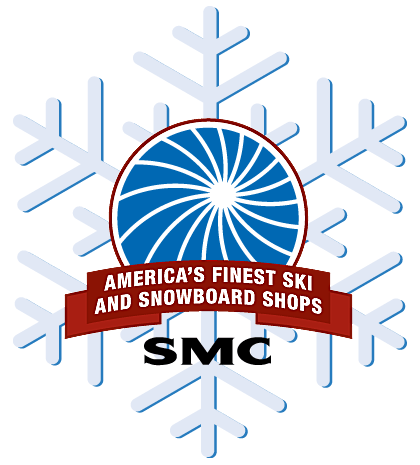 AMERICA'S FINEST SKI
AND SNOWBOARD SHOPS
SMC